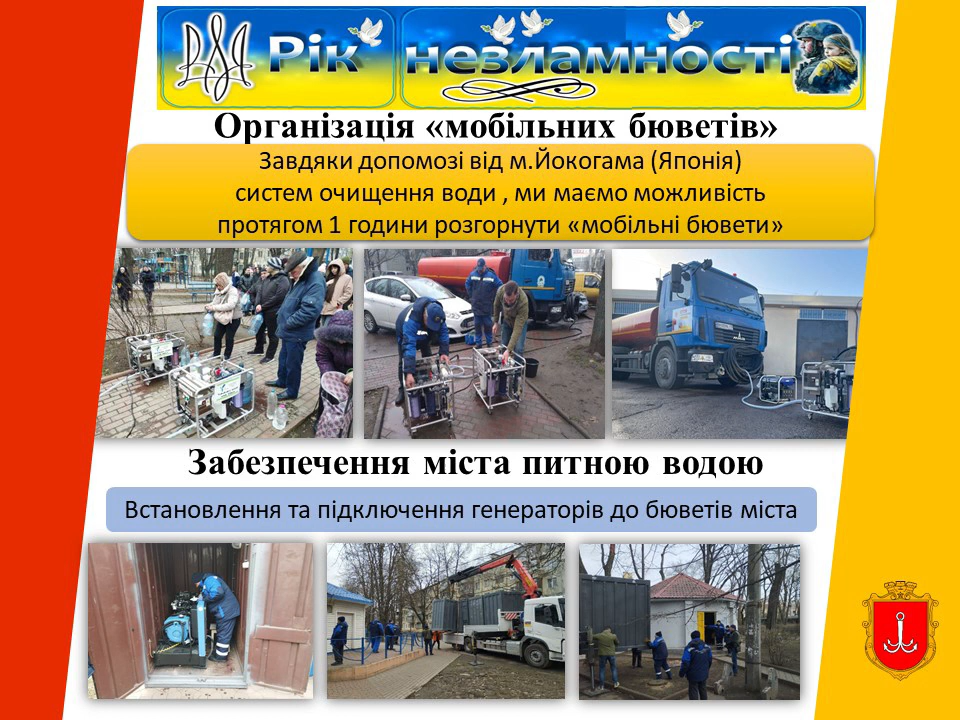 Рік незламності
Організація «мобільних бюветів»
Завдяки допомозі від м.Йокогама (Японія)
систем очищення води , ми маємо можливість
протягом 1 години розгорнути «мобільні бювети»
Забезпечення міста питною водою
Встановлення та підключення генераторів до бюветів міста